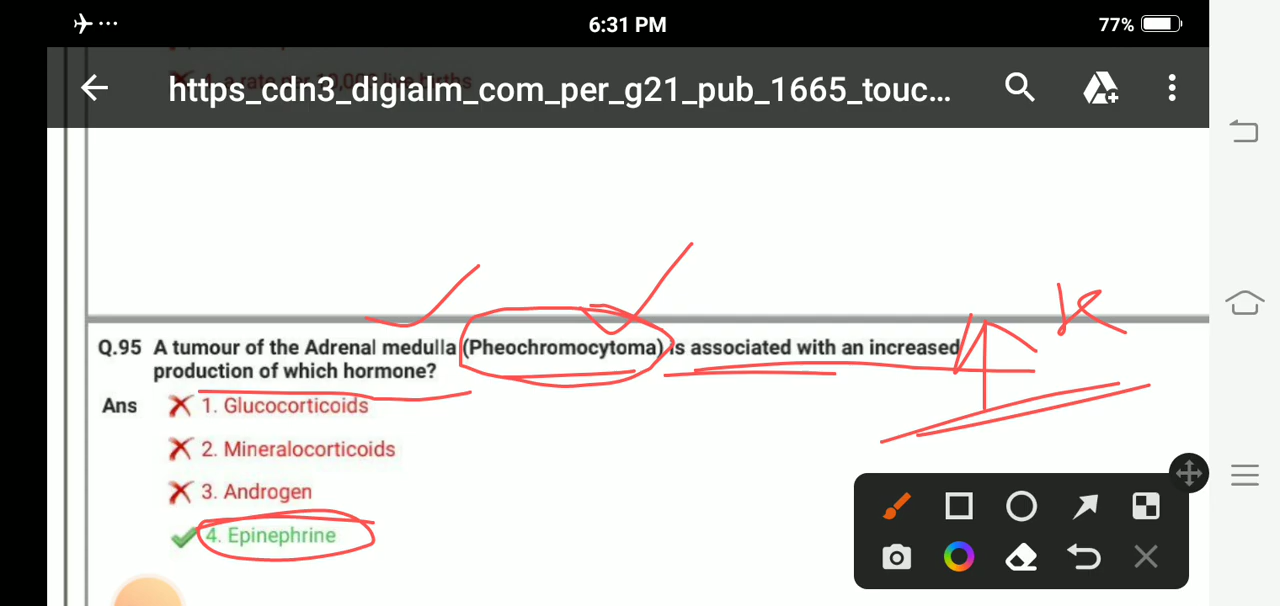 6:31 PM
77%
https_cdn3_digialm_com_per_g21_pub_1665_touc...
Q.95 A tumour of the Adrenal medulla (Pheochromocytoma) is associated with an increased
production of which hormone?
Ans 1. Glucocorticoids
2. Mineralocorticoids
3. Androgen
4. Epinephrine